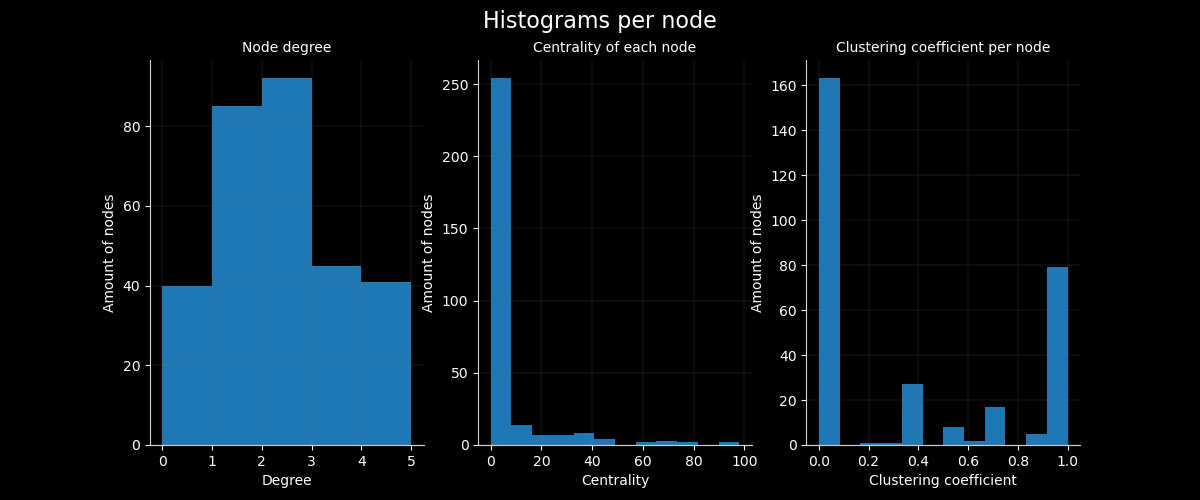 Histograms per node
Node degree
Amount of nodes
80
60
40
20
0
0 1 2 3 4 5
Degree
Centrality of each node
Amount of nodes
250
200
150
100
50
0
0 20 40 60 80 100
Centrality
Clustering coefficient per node
Amount of nodes
160
140
120
100
80
60
40
20
0
0.0 0.2 0.4 0.6 0.8 1.0
Clustering coefficient